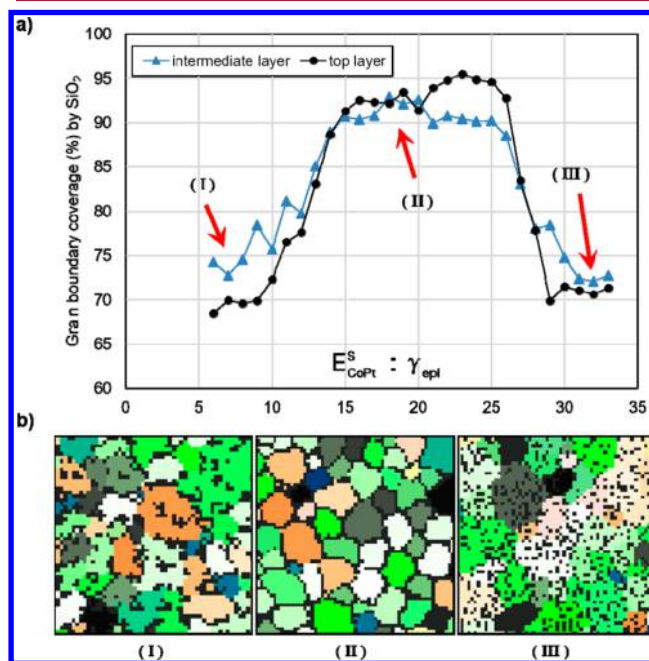 a)
100
95
90
85
80
75
70
65
60
Grain boundary coverage (%) by SiO₂
intermediate layer
top layer
(I)
(II)
(III)
E^S_CoPt : γ_epi
0 5 10 15 20 25 30 35
b)
(I) (II) (III)